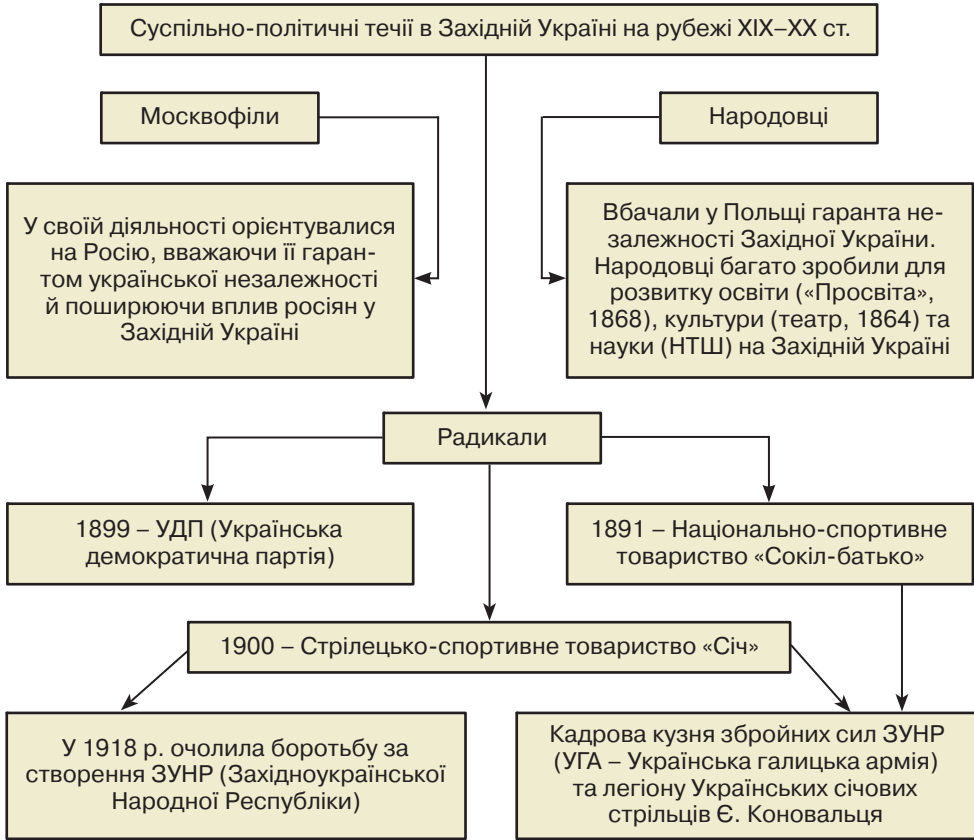 Суспільно-політичні течії в Західній Україні на рубежі XIX–XX ст.
Москвофіли
Народовці
У своїй діяльності орієнтувалися
на Росію, вважаючи її гаран-
том української незалежності
й поширюючи вплив росіян у
Західній Україні
Вбачали у Польщі гаранта не-
залежності Західної України.
Народовці багато зробили для
розвитку освіти («Просвіта»,
1868), культури (театр, 1864) та
науки (НТШ) на Західній Україні
Радикали
1899 – УДП (Українська
демократична партія)
1891 – Національно-спортивне
товариство «Сокіл-батько»
1900 – Стрілецько-спортивне товариство «Січ»
У 1918 р. очолила боротьбу за
створення ЗУНР (Західноукраїнської
Народної Республіки)
Кадрова кузня збройних сил ЗУНР
(УГА – Українська галицька армія)
та легіону Українських січових
стрільців Є. Коновальця